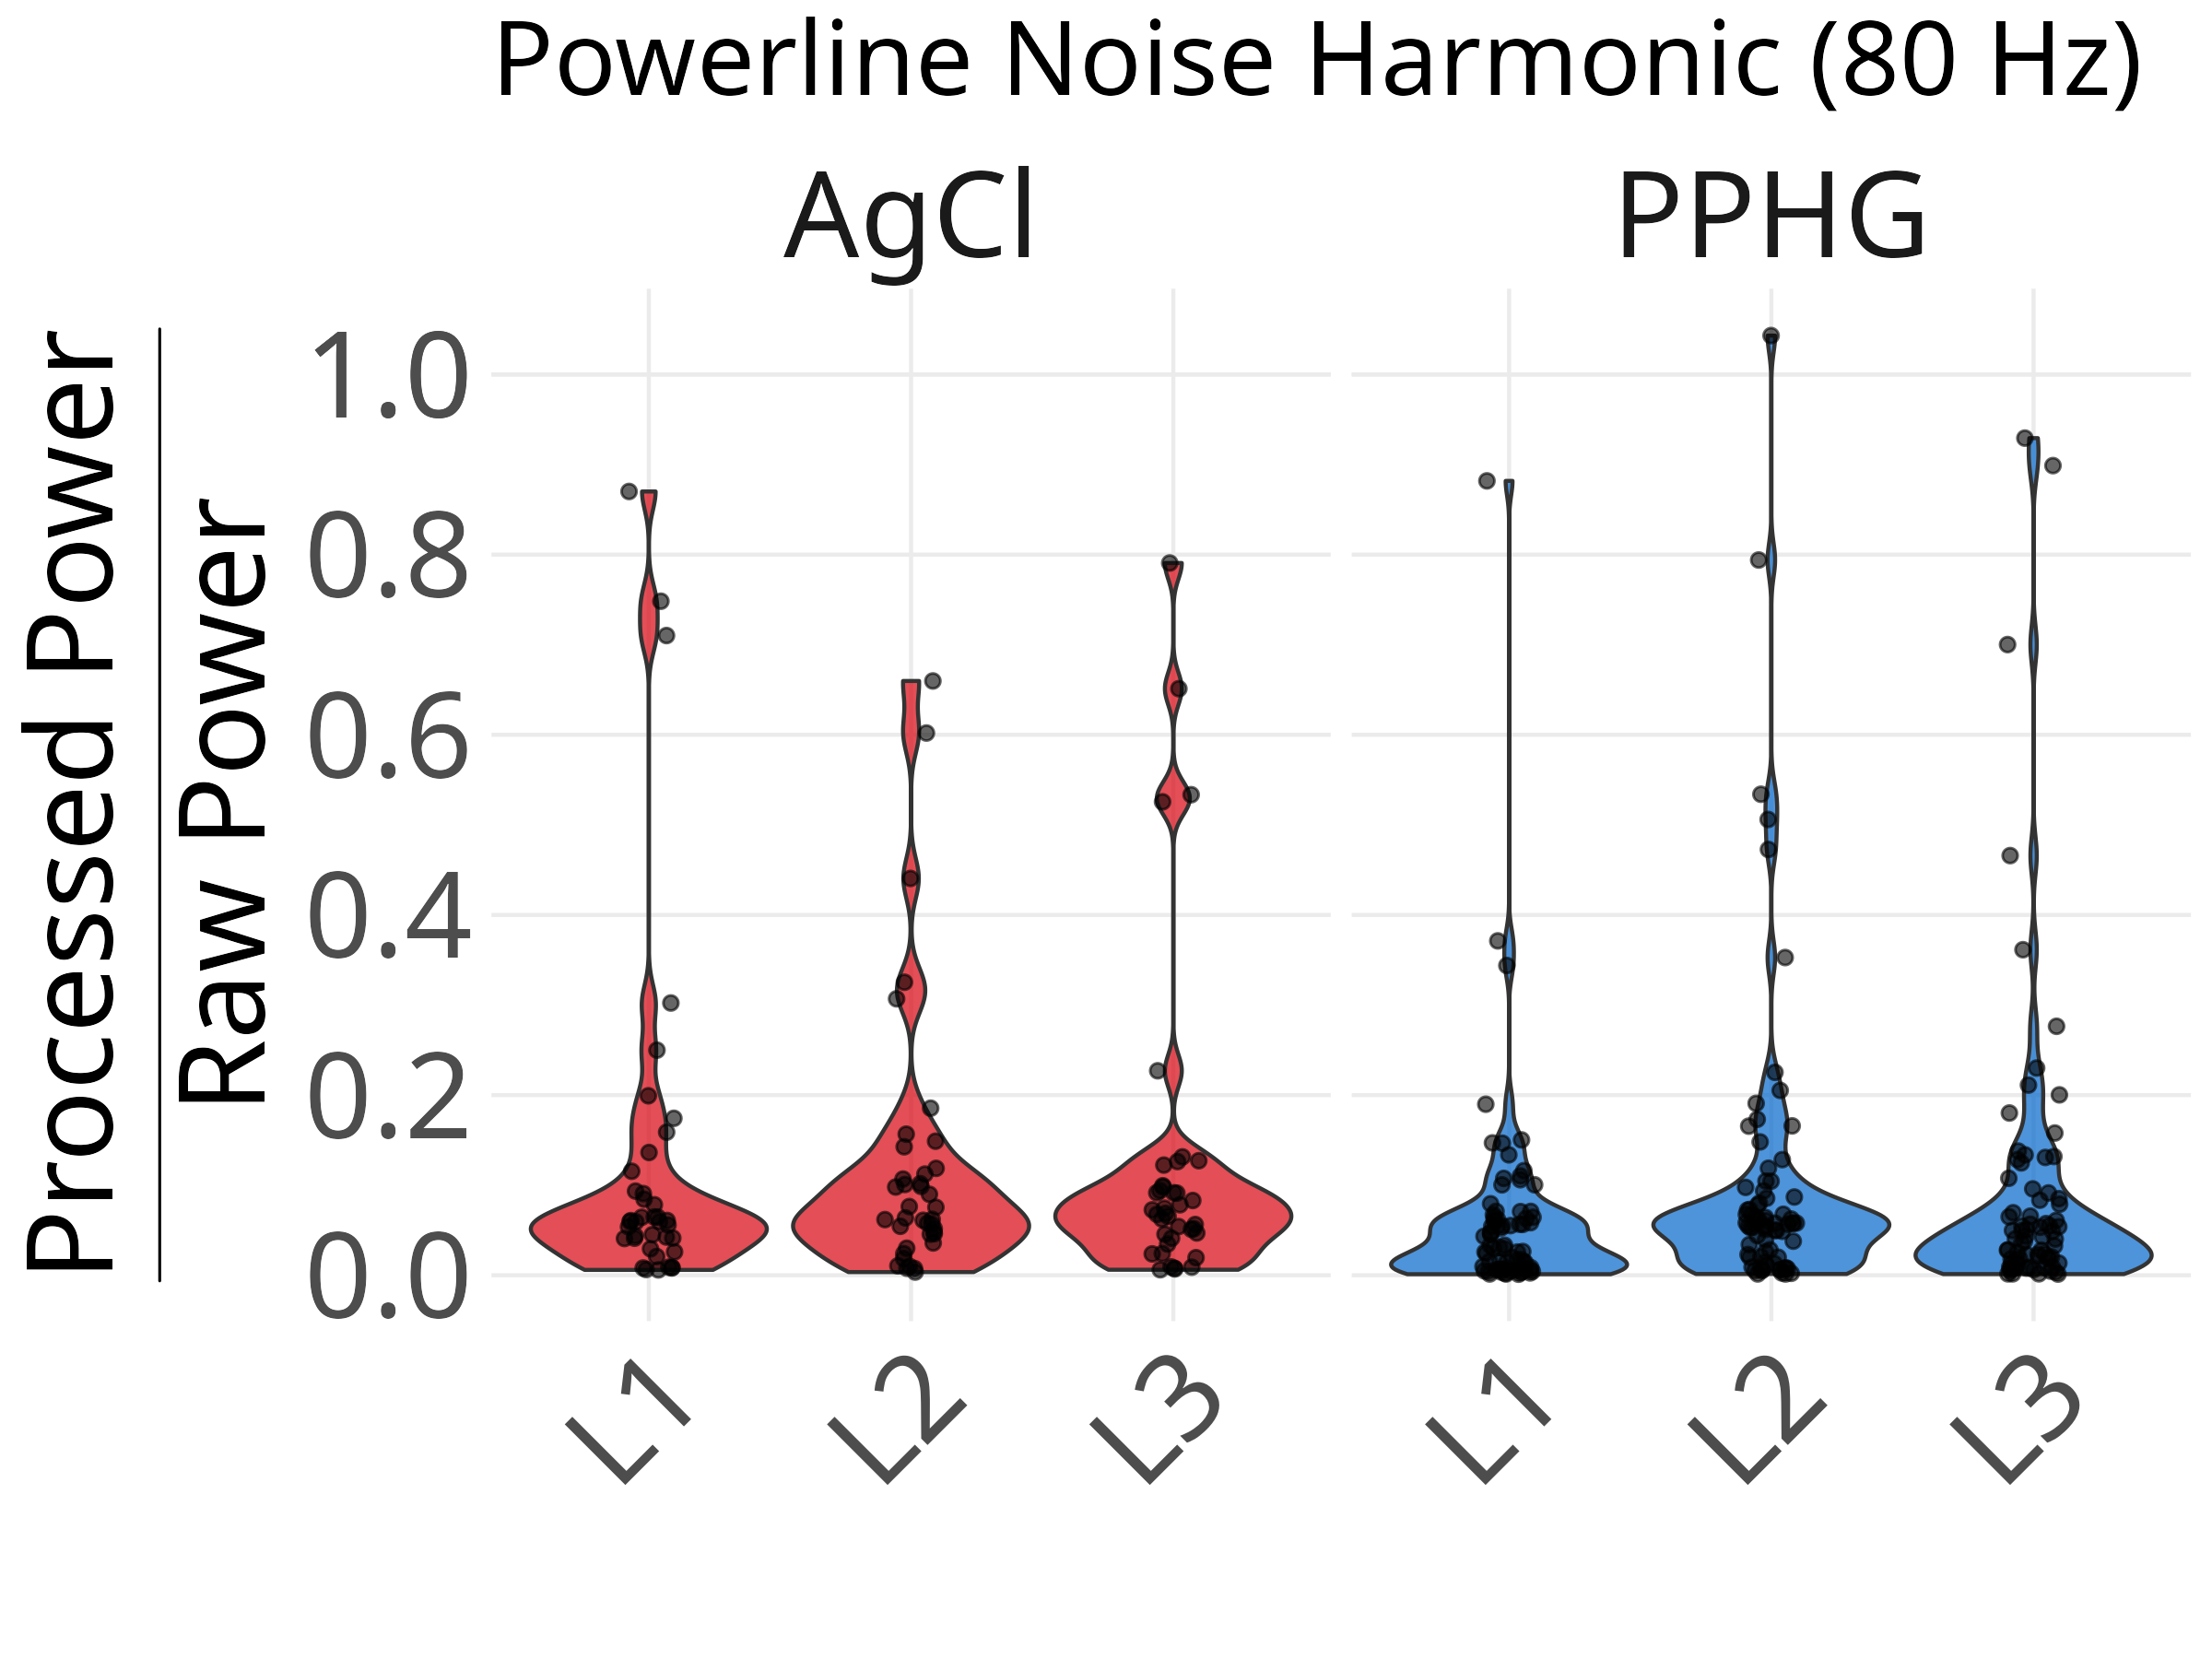 Powerline Noise Harmonic (80 Hz)
AgCl PPHG
Processed Power
Raw Power
1.0
0.8
0.6
0.4
0.2
0.0
L1 L2 L3 L1 L2 L3